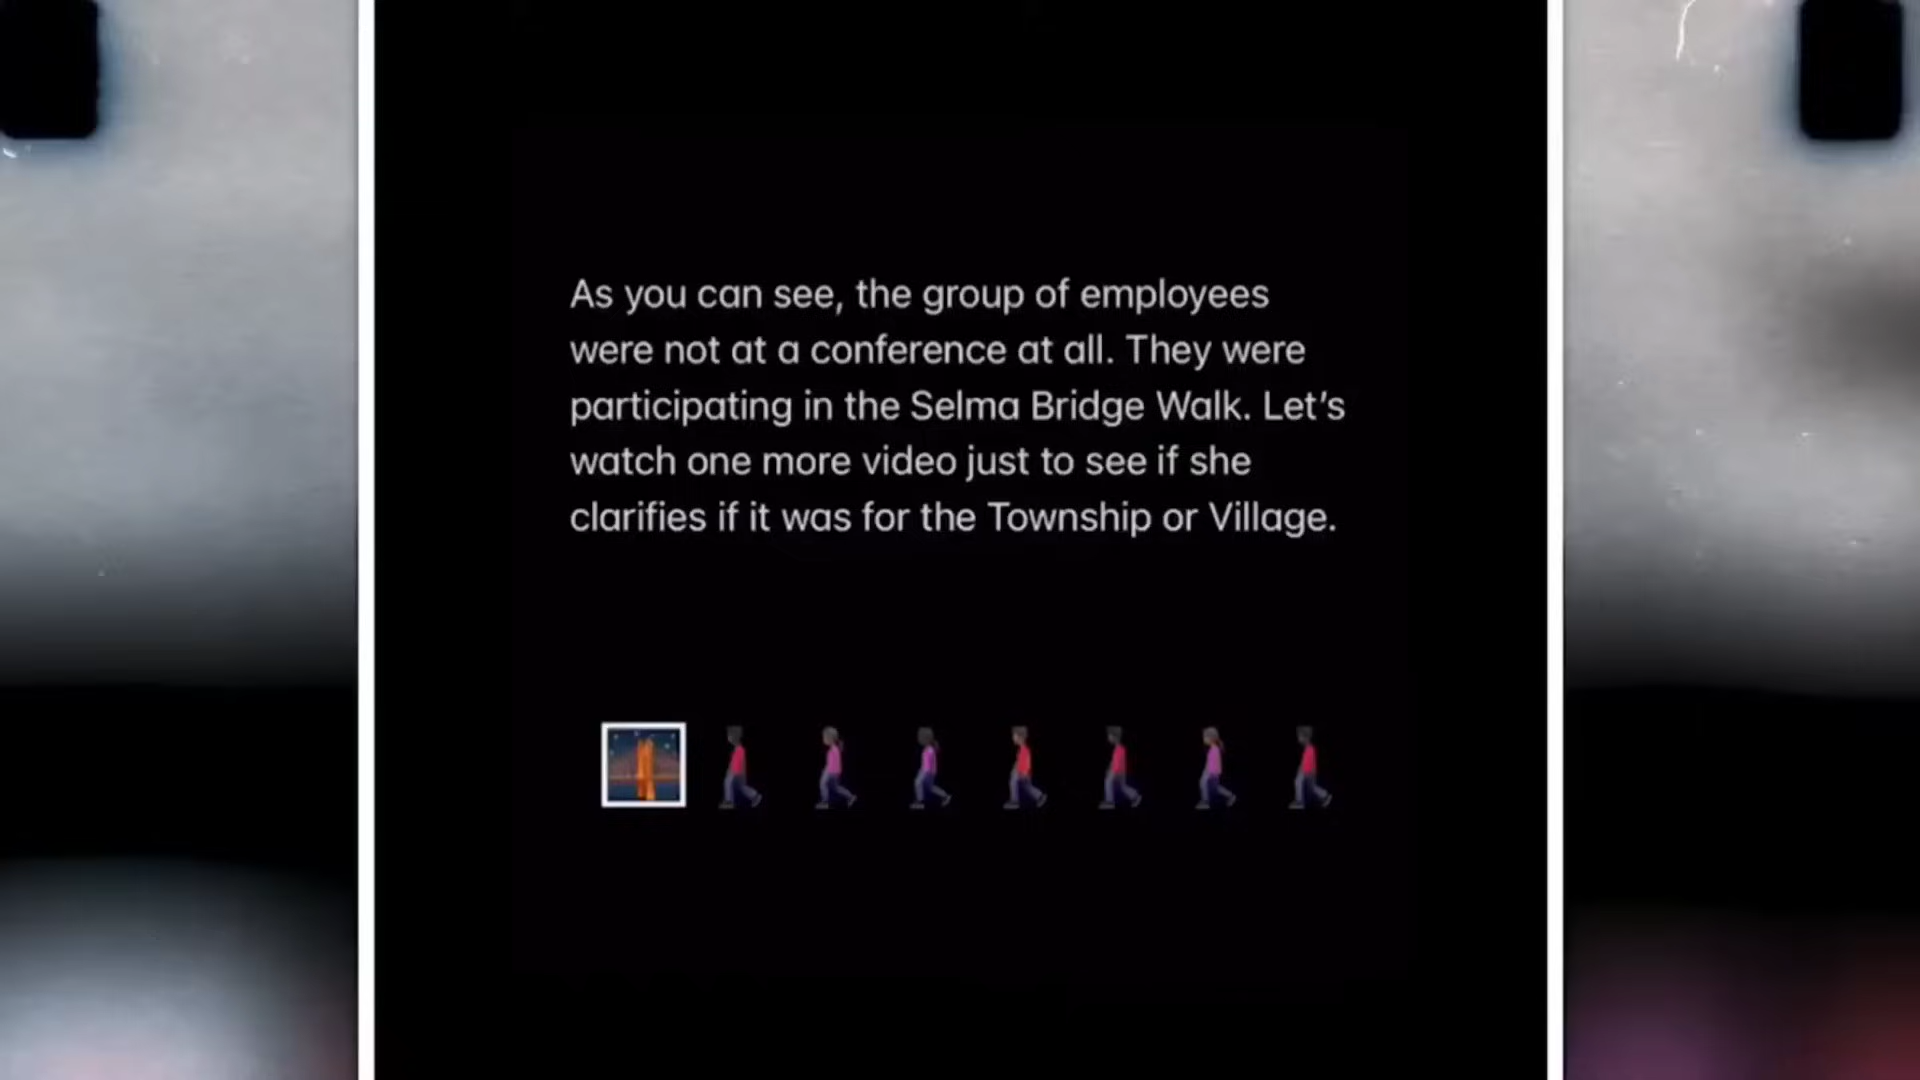 As you can see, the group of employees
were not at a conference at all. They were
participating in the Selma Bridge Walk. Let's
watch one more video just to see if she
clarifies if it was for the Township or Village.